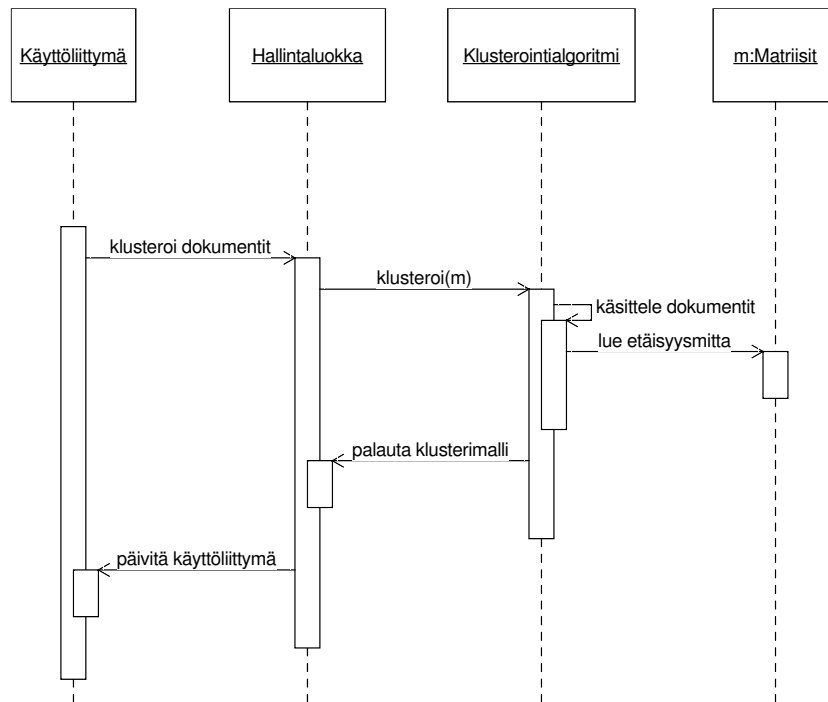 Käyttöliittymä
Hallintaluokka
Klusterointialgoritmi
m:Matriisit
klusteroi dokumentit
klusteroi(m)
käsittele dokumentit
lue etäisyysmitta
palauta klusterimalli
päivitä käyttöliittymä